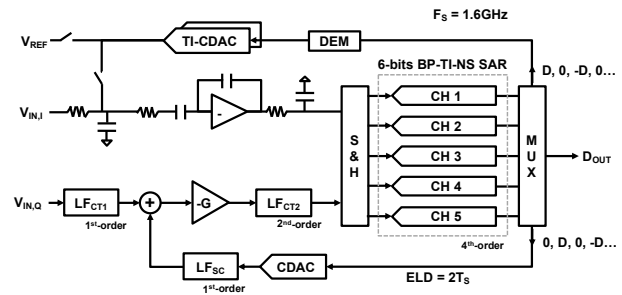 F_S = 1.6GHz
V_REF
TI-CDAC
DEM
6-bits BP-TI-NS SAR
D, 0, -D, 0…
V_IN,I
-
S&H
CH 1
CH 2
CH 3
CH 4
CH 5
MUX
D_OUT
V_IN,Q
LF_CT1
+
-G
LF_CT2
1st-order
2nd-order
4th-order
0, D, 0, -D…
LF_SC
CDAC
ELD = 2T_S
1st-order